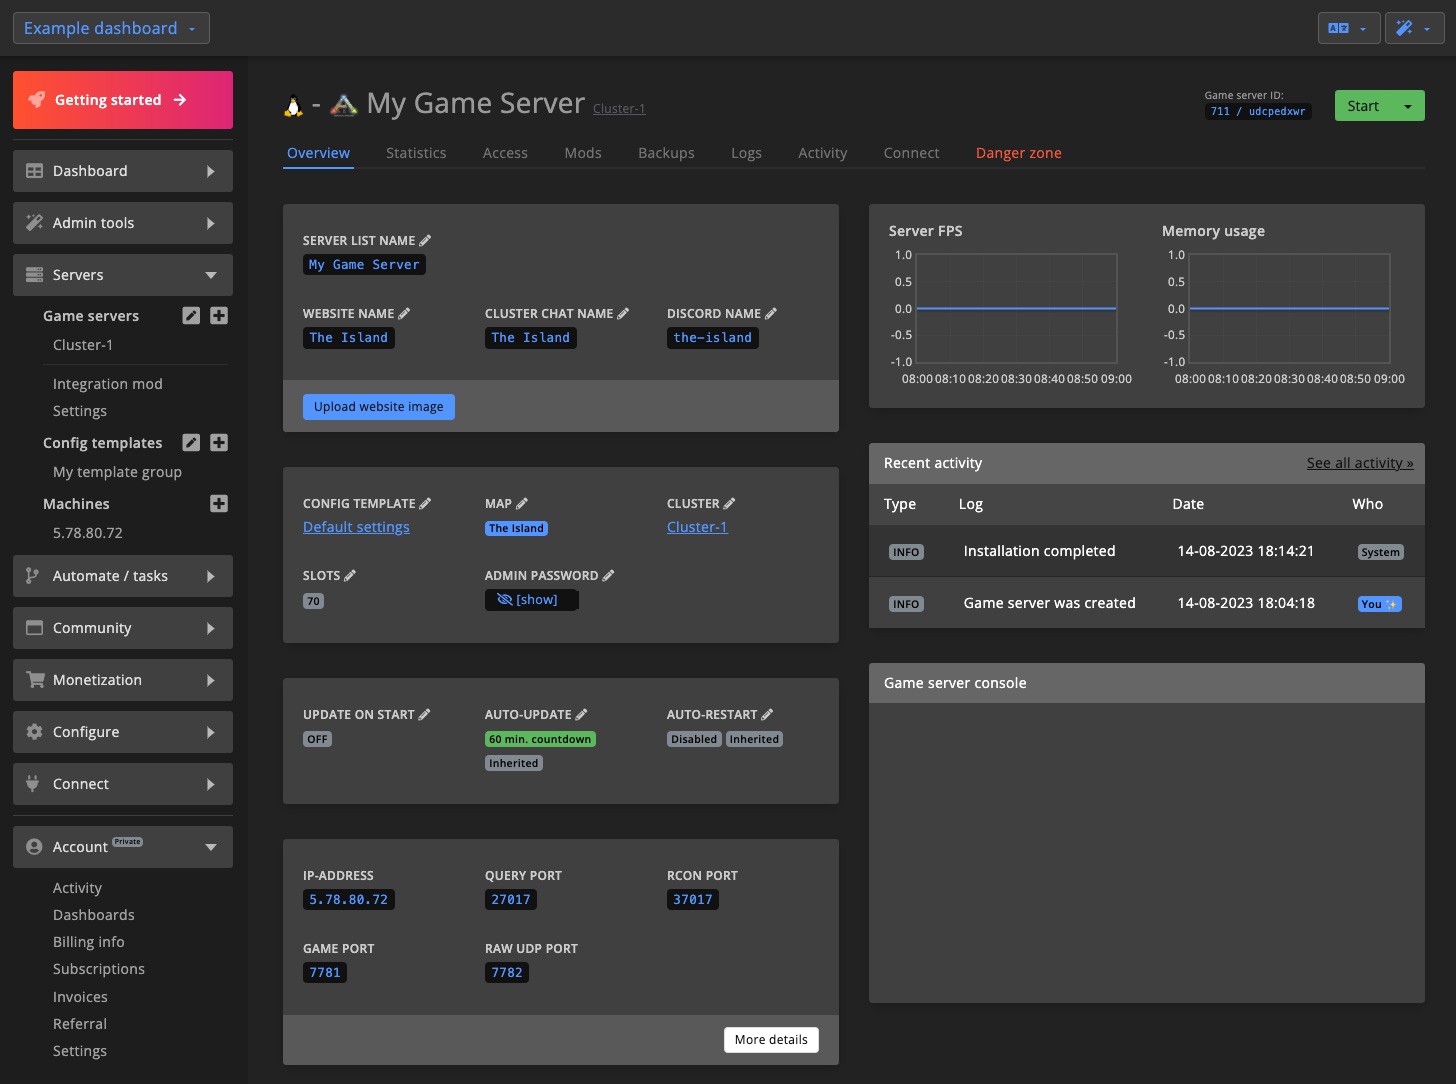 Example dashboard
Getting started
Dashboard
Admin tools
Servers
Game servers
Cluster-1
Integration mod
Settings
Config templates
My template group
Machines
5.78.80.72
Automate / tasks
Community
Monetization
Configure
Connect
Account Private
Activity
Dashboards
Billing info
Subscriptions
Invoices
Referral
Settings
- My Game Server Cluster-1
Game server ID:
711 / udcpedxwr
Start
Overview Statistics Access Mods Backups Logs Activity Connect Danger zone
SERVER LIST NAME
My Game Server
WEBSITE NAME CLUSTER CHAT NAME DISCORD NAME
The Island The Island the-island
Upload website image
CONFIG TEMPLATE MAP CLUSTER
Default settings The Island Cluster-1
SLOTS ADMIN PASSWORD
70 [show]
UPDATE ON START AUTO-UPDATE AUTO-RESTART
OFF 60 min. countdown Disabled Inherited
Inherited
IP-ADDRESS QUERY PORT RCON PORT
5.78.80.72 27017 37017
GAME PORT RAW UDP PORT
7781 7782
More details
Server FPS
1.0
0.5
0.0
-0.5
-1.0
08:00 08:10 08:20 08:30 08:40 08:50 09:00
Memory usage
1.0
0.5
0.0
-0.5
-1.0
08:00 08:10 08:20 08:30 08:40 08:50 09:00
Recent activity See all activity »
Type Log Date Who
INFO Installation completed 14-08-2023 18:14:21 System
INFO Game server was created 14-08-2023 18:04:18 You ✨
Game server console